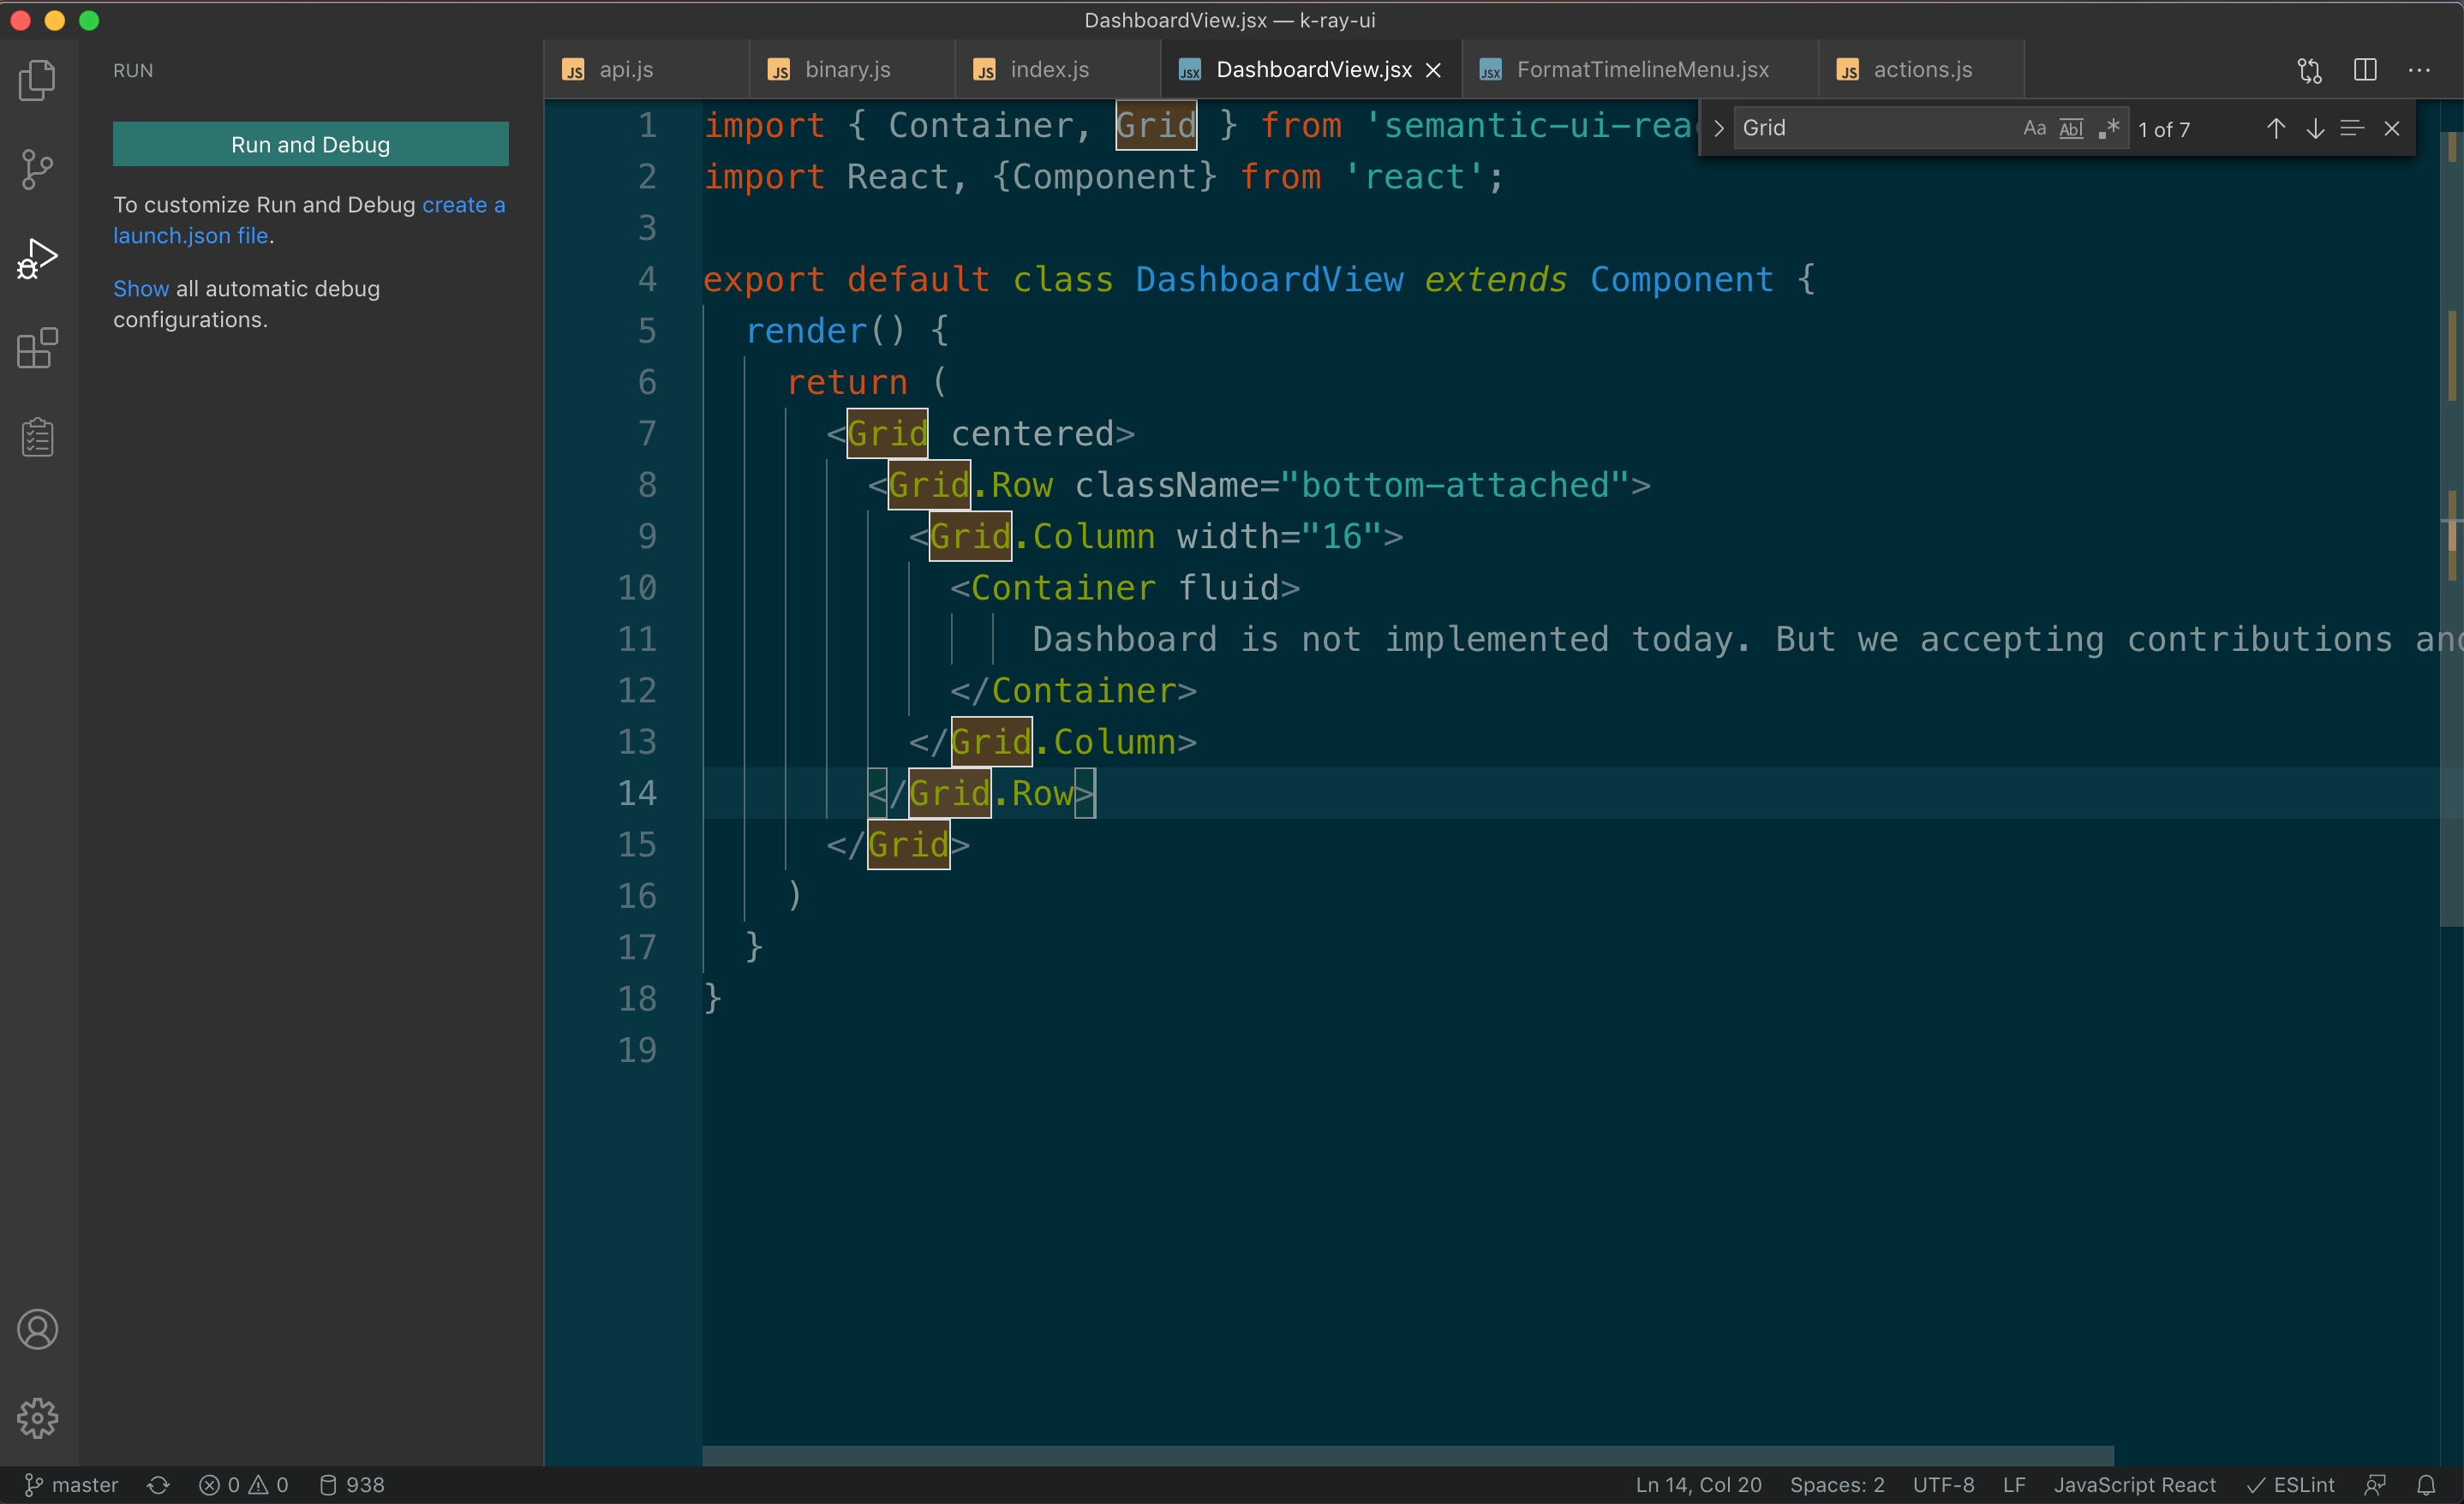 DashboardView.jsx — k-ray-ui
RUN
Run and Debug
To customize Run and Debug create a
launch.json file.
Show all automatic debug
configurations.
JS api.js
JS binary.js
JS index.js
JSX DashboardView.jsx
JSX FormatTimelineMenu.jsx
JS actions.js
Grid Aa Abl .* 1 of 7
1 import { Container, Grid } from 'semantic-ui-rea
2 import React, {Component} from 'react';
3
4 export default class DashboardView extends Component {
5 render() {
6 return (
7 <Grid centered>
8 <Grid.Row className="bottom-attached">
9 <Grid.Column width="16">
10 <Container fluid>
11 Dashboard is not implemented today. But we accepting contributions and
12 </Container>
13 </Grid.Column>
14 </Grid.Row>
15 </Grid>
16 )
17 }
18 }
19
master 0 0 938 Ln 14, Col 20 Spaces: 2 UTF-8 LF JavaScript React ESLint